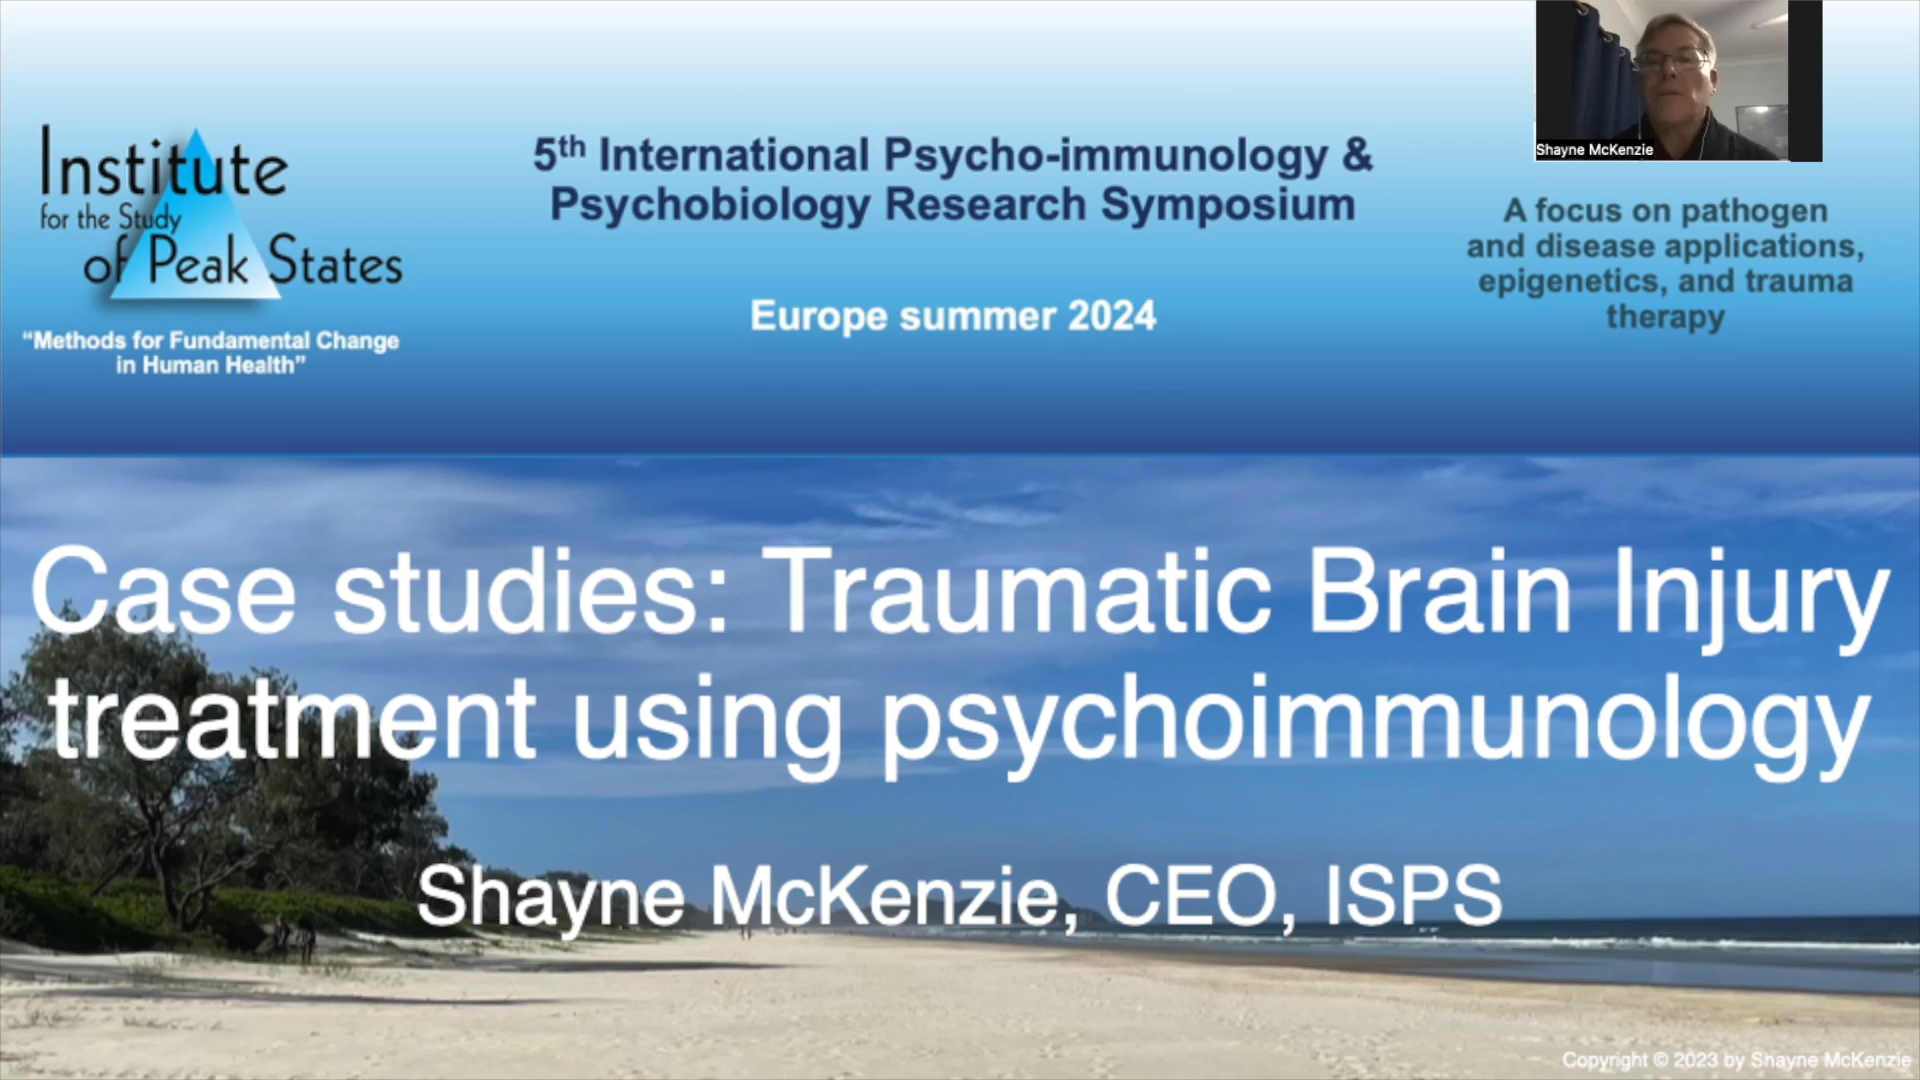 Institute
for the Study
of Peak States
“Methods for Fundamental Change
in Human Health”
5th International Psycho-immunology &
Psychobiology Research Symposium
Europe summer 2024
Shayne McKenzie
A focus on pathogen
and disease applications,
epigenetics, and trauma
therapy
Case studies: Traumatic Brain Injury
treatment using psychoimmunology
Shayne McKenzie, CEO, ISPS
Copyright © 2023 by Shayne McKenzie